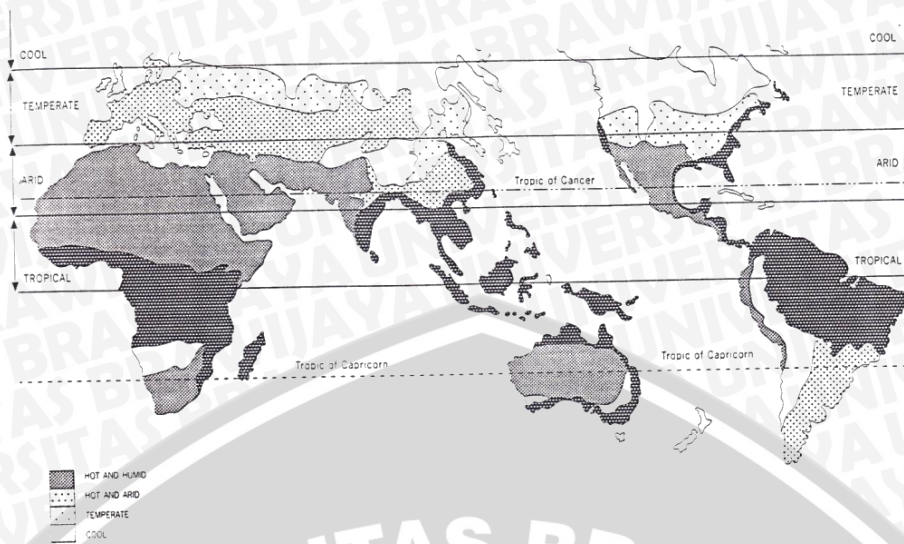 COOL
COOL
TEMPERATE
TEMPERATE
ARID
ARID
Tropic of Cancer
TROPICAL
TROPICAL
Tropic of Capricorn
Tropic of Capricorn
HOT AND HUMID
HOT AND ARID
TEMPERATE
COOL